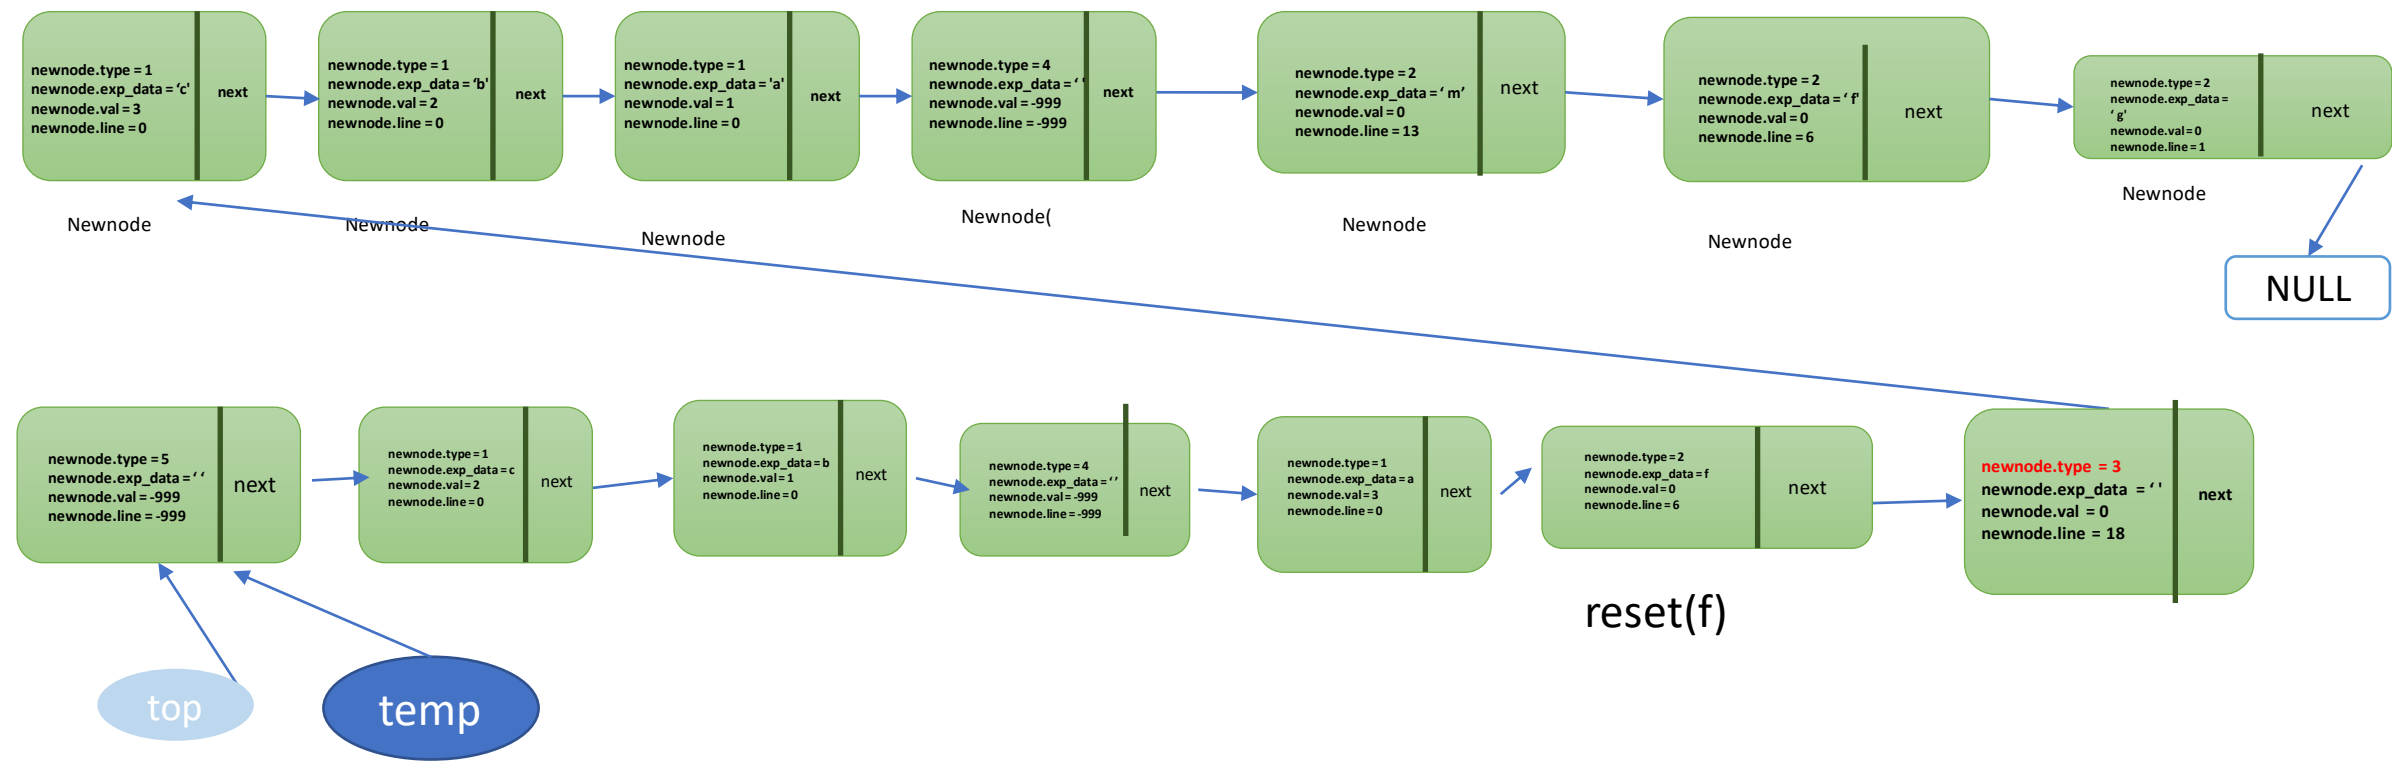 newnode.type = 1
newnode.exp_data = ‘c'
newnode.val = 3
newnode.line = 0
next
newnode.type = 1
newnode.exp_data = ‘b'
newnode.val = 2
newnode.line = 0
next
newnode.type = 1
newnode.exp_data = 'a'
newnode.val = 1
newnode.line = 0
next
newnode.type = 4
newnode.exp_data = ‘ '
newnode.val = -999
newnode.line = -999
next
newnode.type = 2
newnode.exp_data = ‘ m’
newnode.val = 0
newnode.line = 13
next
newnode.type = 2
newnode.exp_data = ‘ f'
newnode.val = 0
newnode.line = 6
next
newnode.type = 2
newnode.exp_data =
‘ g'
newnode.val = 0
newnode.line = 1
next
Newnode
Newnode
Newnode
Newnode(
Newnode
Newnode
Newnode
NULL
newnode.type = 5
newnode.exp_data = ‘ ‘
newnode.val = -999
newnode.line = -999
next
newnode.type = 1
newnode.exp_data = c
newnode.val = 2
newnode.line = 0
next
newnode.type = 1
newnode.exp_data = b
newnode.val = 1
newnode.line = 0
next
newnode.type = 4
newnode.exp_data = ‘ ’
newnode.val = -999
newnode.line = -999
next
newnode.type = 1
newnode.exp_data = a
newnode.val = 3
newnode.line = 0
next
newnode.type = 2
newnode.exp_data = f
newnode.val = 0
newnode.line = 6
next
newnode.type = 3
newnode.exp_data = ‘ '
newnode.val = 0
newnode.line = 18
next
reset(f)
top
temp